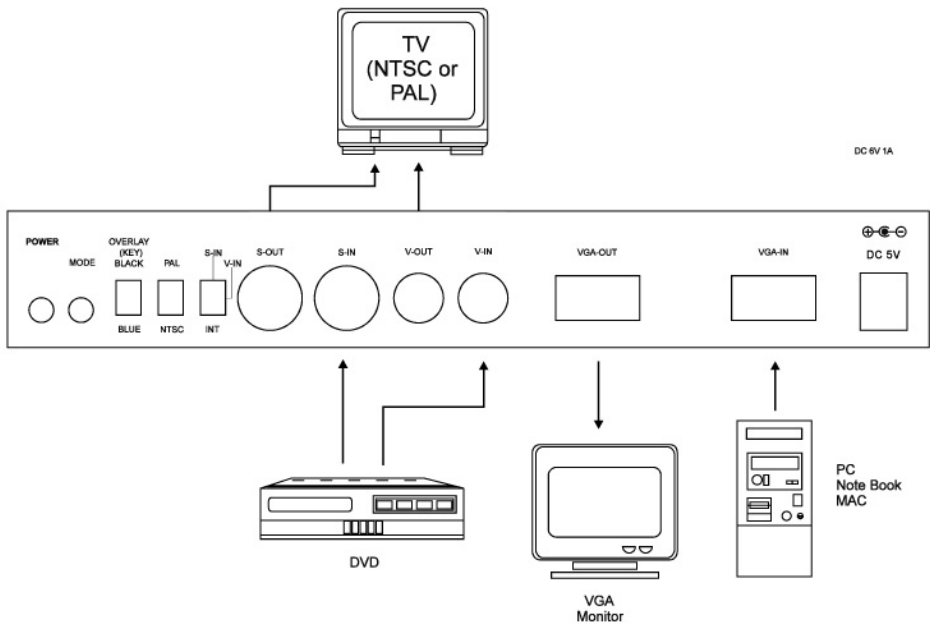 TV
(NTSC or
PAL)
DC 6V 1A
POWER
MODE
OVERLAY
(KEY)
BLACK
BLUE
PAL
NTSC
S-IN
V-IN
INT
S-OUT
S-IN
V-OUT
V-IN
VGA-OUT
VGA-IN
DC 5V
DVD
VGA
Monitor
PC
Note Book
MAC